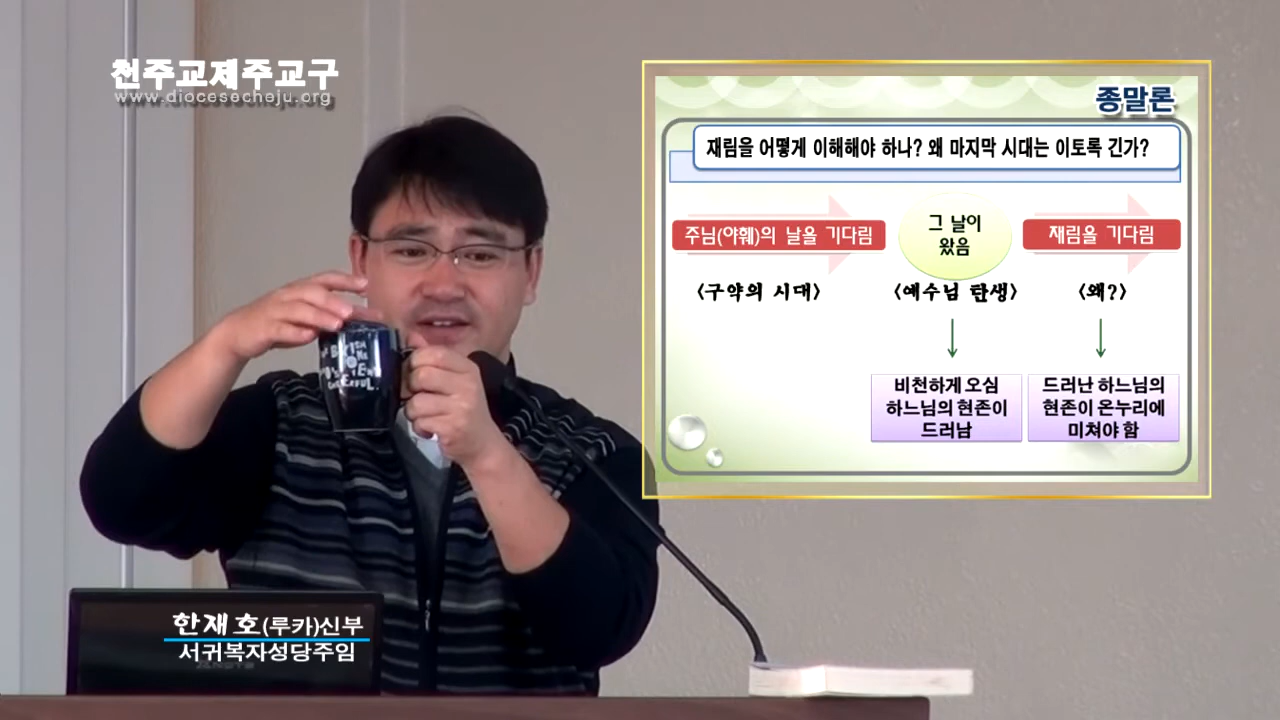 천주교제주교구
www.diocesecheju.org
종말론
재림을 어떻게 이해해야 하나? 왜 마지막 시대는 이토록 긴가?
주님(야훼)의 날을 기다림
그 날이
왔음
재림을 기다림
<구약의 시대>
<예수님 탄생>
<왜?>
비천하게 오심
하느님의 현존이
드러남
드러난 하느님의
현존이 온누리에
미쳐야 함
한재호(루카)신부
서귀복자성당주임